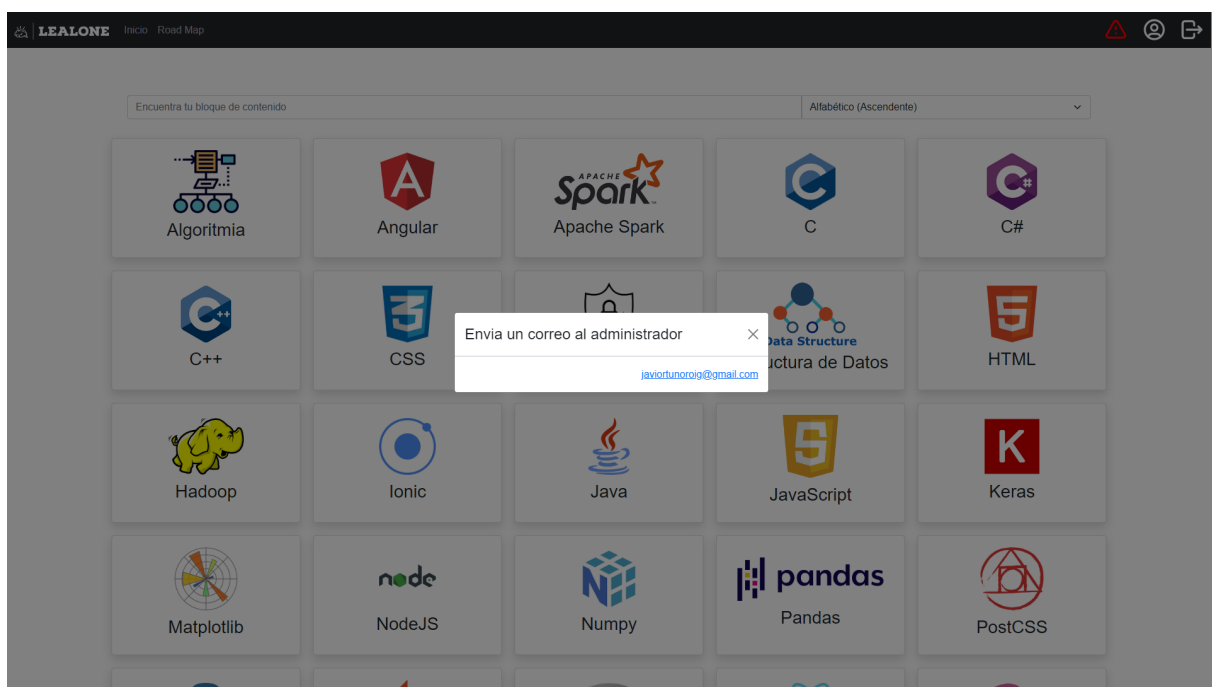 LEALONE Inicio Road Map
Encuentra tu bloque de contenido Alfabético (Ascendente)
Algoritmia
Angular
APACHE
Spark
Apache Spark
C
C
C
C#
C++
C++
3
CSS
Data Structure
uctura de Datos
5
HTML
Envia un correo al administrador
javiortunoroig@gmail.com
Hadoop
Ionic
Java
JavaScript
K
Keras
Matplotlib
node
NodeJS
Numpy
pandas
Pandas
PostCSS